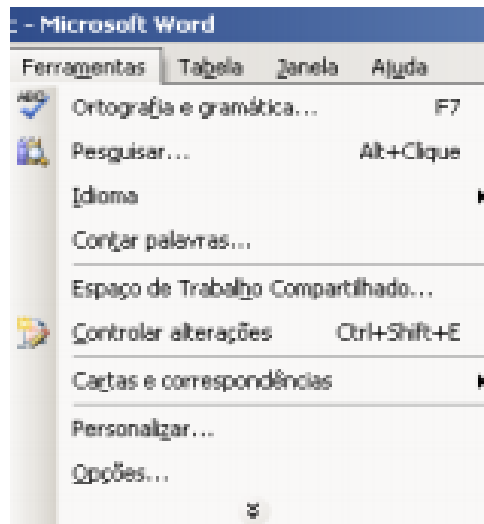 - Microsoft Word
Ferramentas Tabela Janela Ajuda
ABC
Ortografia e gramática... F7
Pesquisar... Alt+Clique
Idioma
Contar palavras...
Espaço de Trabalho Compartilhado...
Controlar alterações Ctrl+Shift+E
Cartas e correspondências
Personalizar...
Opções...